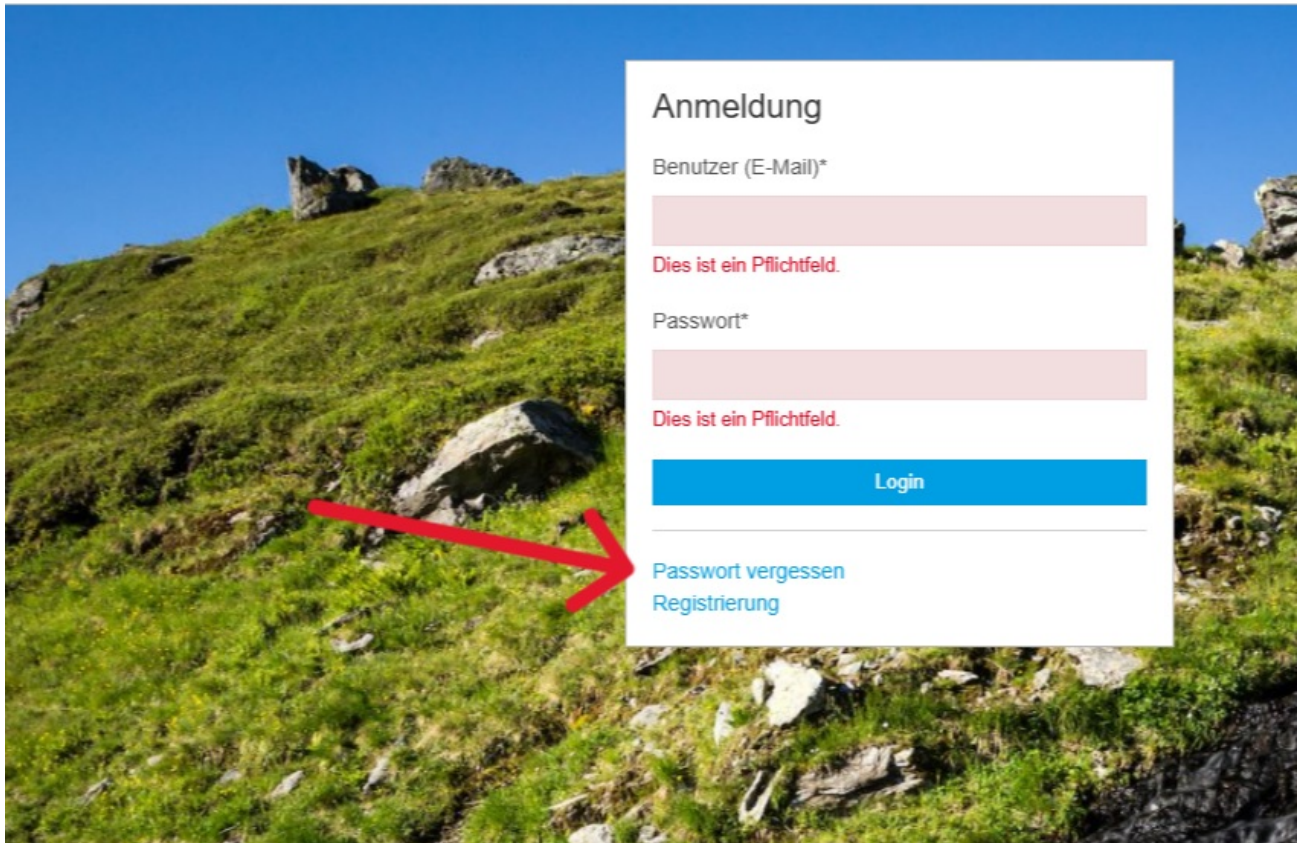 Anmeldung
Benutzer (E-Mail)*
Dies ist ein Pflichtfeld.
Passwort*
Dies ist ein Pflichtfeld.
Login
Passwort vergessen
Registrierung